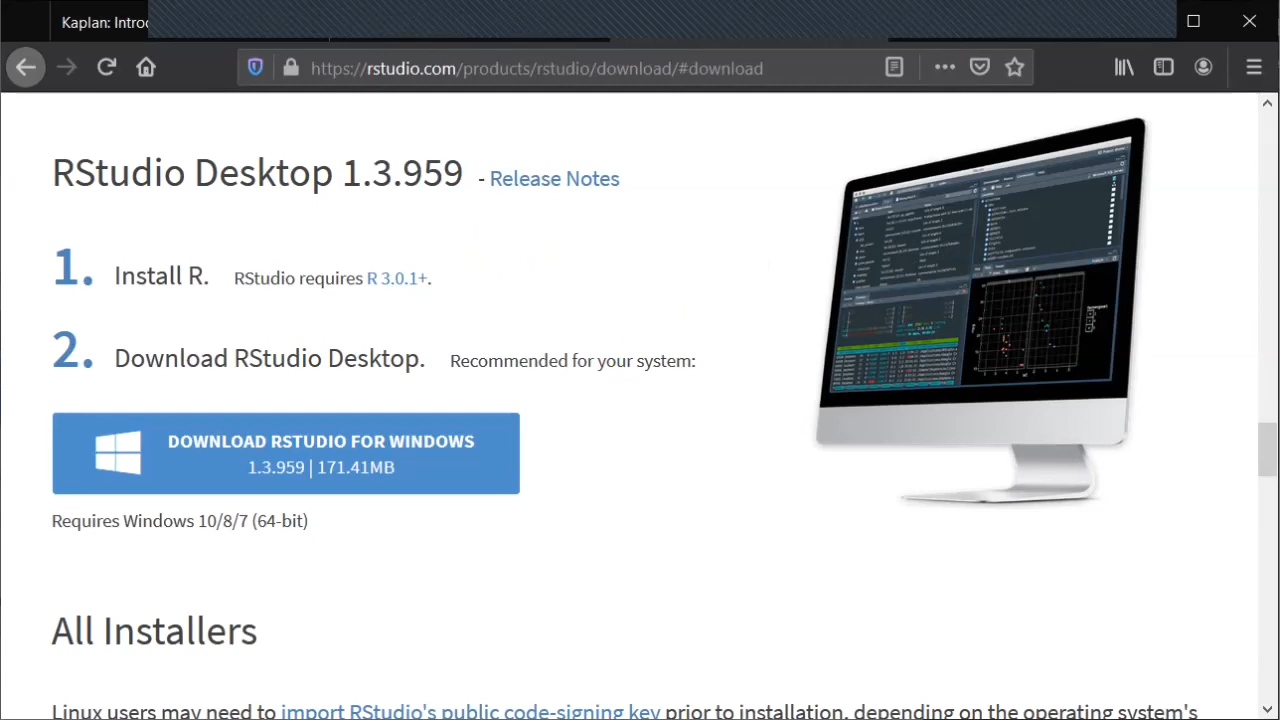 Kaplan: Introd
https://rstudio.com/products/rstudio/download/#download
RStudio Desktop 1.3.959 - Release Notes
1. Install R. RStudio requires R 3.0.1+.
2. Download RStudio Desktop. Recommended for your system:
DOWNLOAD RSTUDIO FOR WINDOWS
1.3.959 | 171.41MB
Requires Windows 10/8/7 (64-bit)
All Installers
Linux users may need to import RStudio's public code-signing key prior to installation, depending on the operating system's